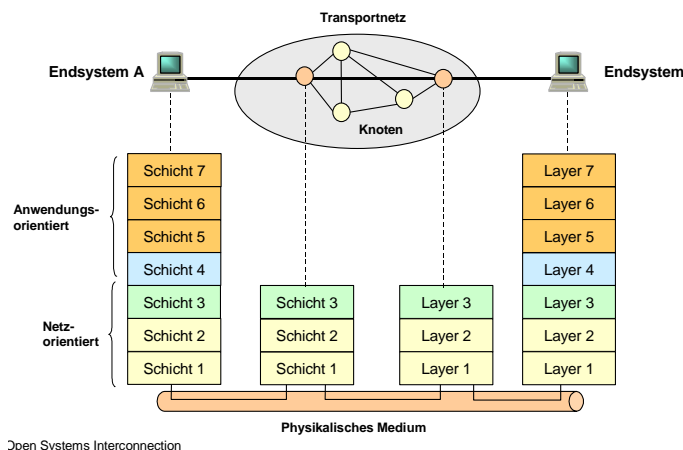 Transportnetz
Endsystem A
Endsystem
Knoten
Anwendungs-
orientiert
Netz-
orientiert
Schicht 7
Schicht 6
Schicht 5
Schicht 4
Schicht 3
Schicht 2
Schicht 1
Schicht 3
Schicht 2
Schicht 1
Layer 3
Layer 2
Layer 1
Layer 7
Layer 6
Layer 5
Layer 4
Layer 3
Layer 2
Layer 1
Physikalisches Medium
Open Systems Interconnection